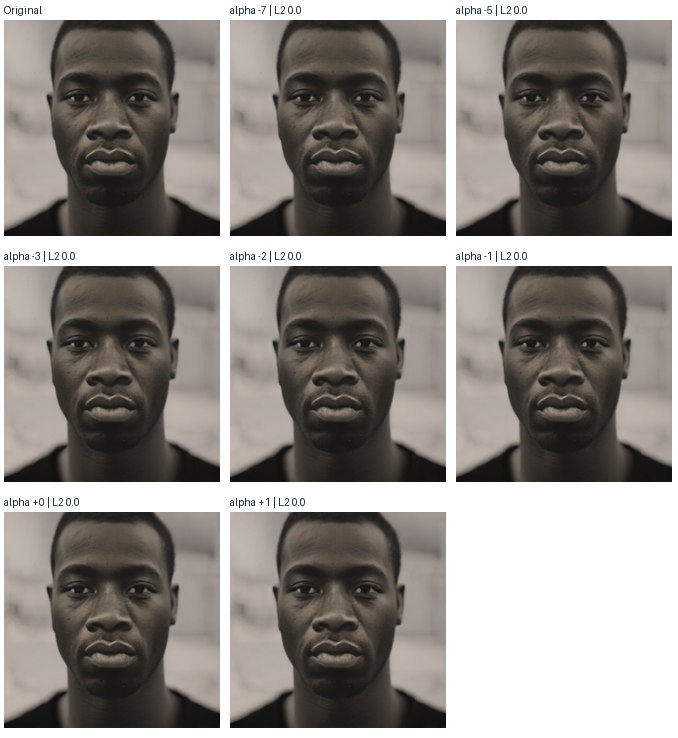 Original
alpha -7 | L2 0.0
alpha -5 | L2 0.0
alpha -3 | L2 0.0
alpha -2 | L2 0.0
alpha -1 | L2 0.0
alpha +0 | L2 0.0
alpha +1 | L2 0.0